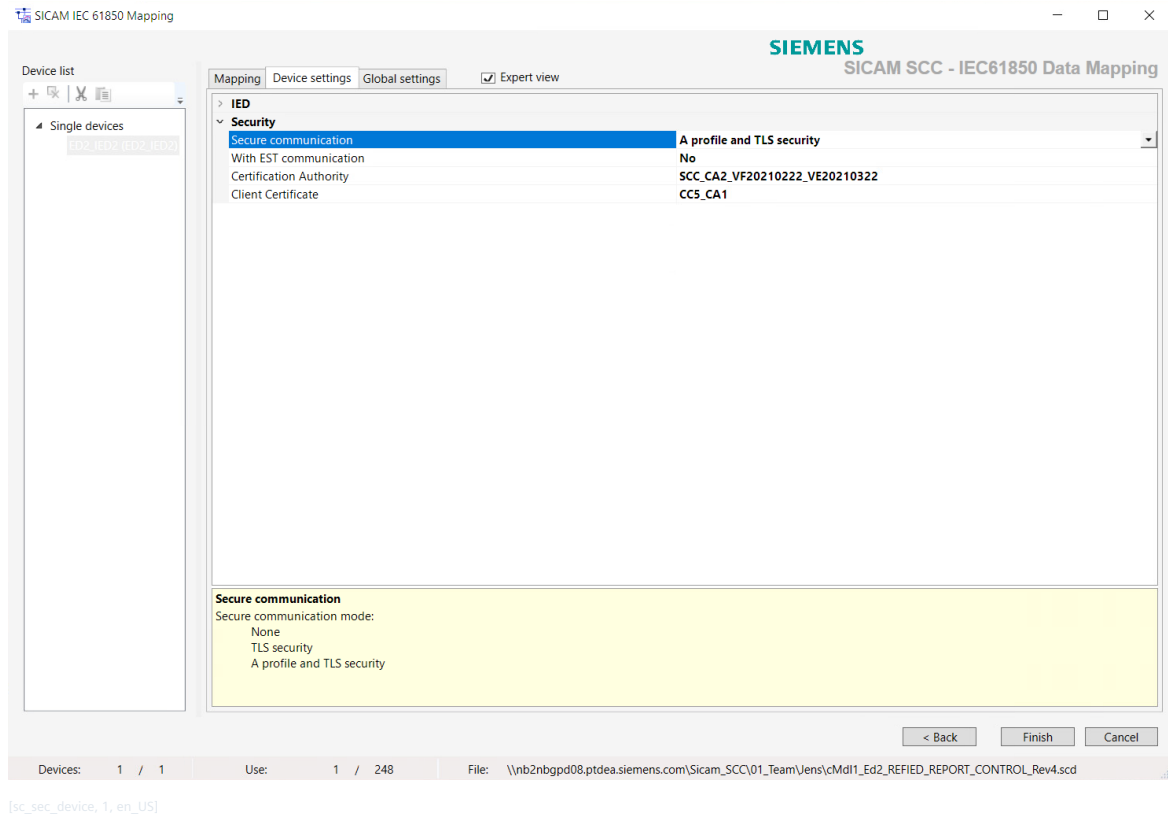 SICAM IEC 61850 Mapping
SIEMENS
SICAM SCC - IEC61850 Data Mapping
Device list
Mapping Device settings Global settings Expert view
IED
Security
Single devices
ED2_IED2 (ED2_IED2)
Secure communication A profile and TLS security
With EST communication No
Certification Authority SCC_CA2_VF20210222_VE20210322
Client Certificate CC5_CA1
Secure communication
Secure communication mode:
None
TLS security
A profile and TLS security
< Back Finish Cancel
Devices: 1 / 1 Use: 1 / 248 File: \\nb2nbgpd08.ptdea.siemens.com\Sicam_SCC\01_Team\Jens\cMdl1_Ed2_REFIED_REPORT_CONTROL_Rev4.scd
[sc_sec_device, 1, en_US]